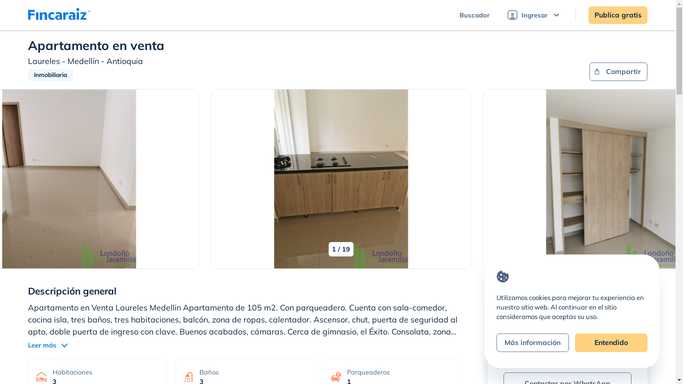 Fincaraiz
Buscador
Ingresar
Publica gratis
Apartamento en venta
Laureles - Medellín - Antioquia
Inmobiliaria
Compartir
Londoño
Jaramillo
1 / 19
Londoño
Jaramillo
Londoño
Jaramillo
Descripción general
Apartamento en Venta Laureles Medellin Apartamento de 105 m2. Con parqueadero. Cuenta con sala-comedor,
cocina isla, tres baños, tres habitaciones, balcón, zona de ropas, calentador. Ascensor, chut, puerta de seguridad al
apto, doble puerta de ingreso con clave. Buenos acabados, cámaras. Cerca de gimnasio, el Éxito. Consolata, zona...
Leer más
Habitaciones
3
Baños
3
Parqueaderos
1
Utilizamos cookies para mejorar tu experiencia en
nuestro sitio web. Al continuar en el sitio
consideramos que aceptas su uso.
Más información
Entendido
Contactar por WhatsApp